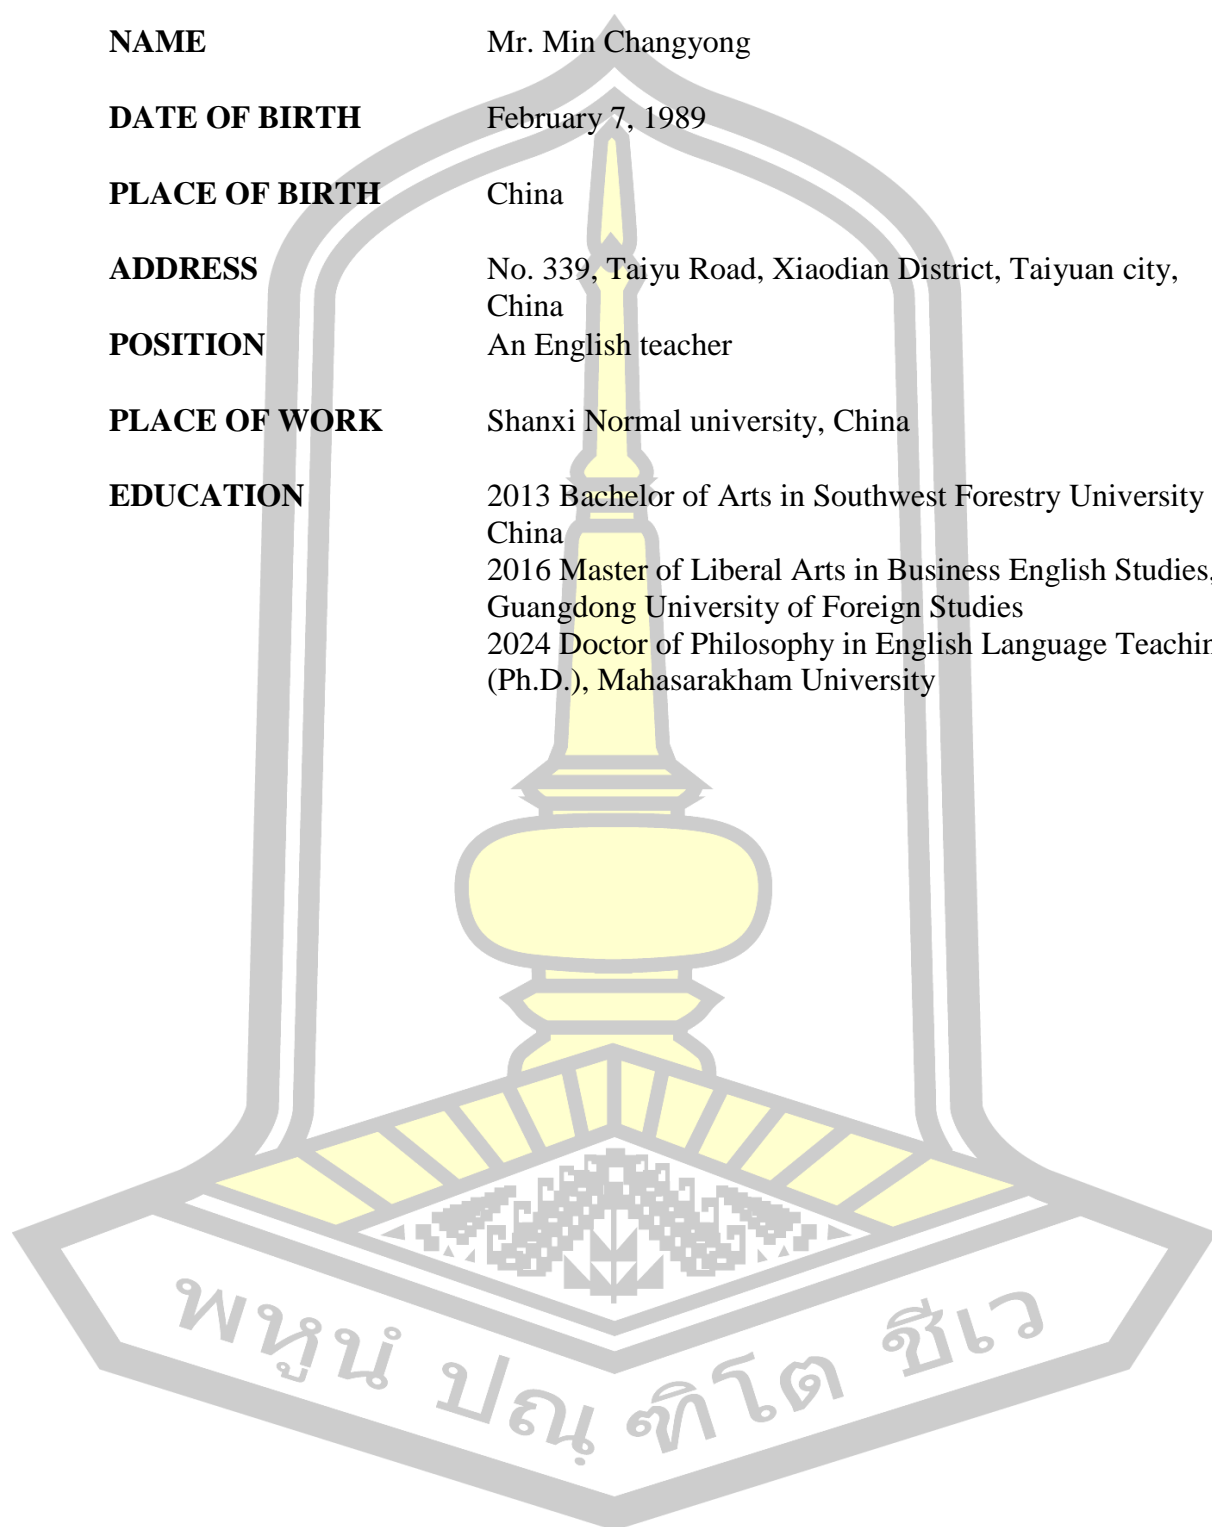 NAME Mr. Min Changyong
DATE OF BIRTH February 7, 1989
PLACE OF BIRTH China
ADDRESS No. 339, Taiyu Road, Xiaodian District, Taiyuan city,
China
POSITION An English teacher
PLACE OF WORK Shanxi Normal university, China
EDUCATION 2013 Bachelor of Arts in Southwest Forestry University
China
2016 Master of Liberal Arts in Business English Studies,
Guangdong University of Foreign Studies
2024 Doctor of Philosophy in English Language Teachin
(Ph.D.), Mahasarakham University
พหูนํ ปณฺฑิโต ชีเว